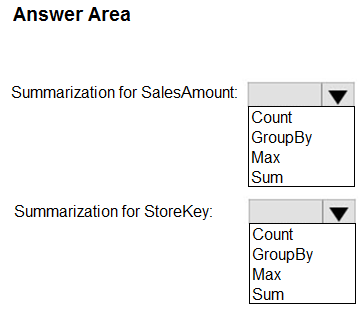 Answer Area
Summarization for SalesAmount:
Count
GroupBy
Max
Sum
Summarization for StoreKey:
Count
GroupBy
Max
Sum